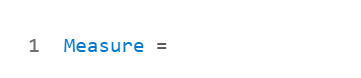 1 Measure =